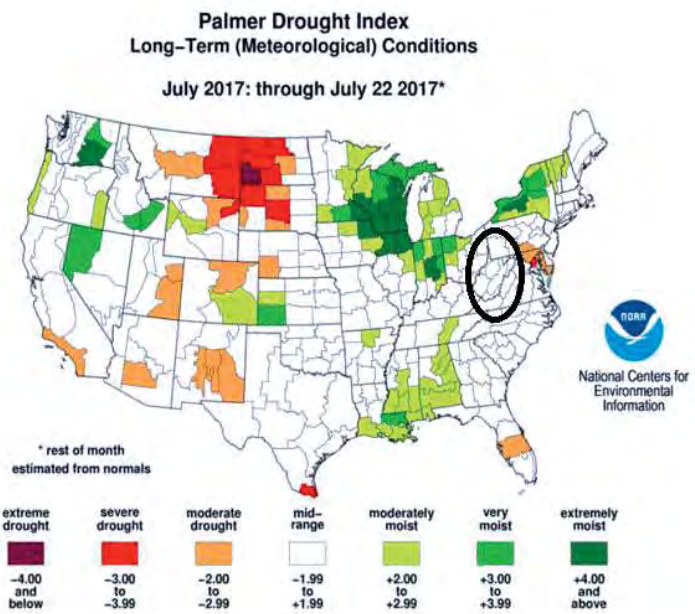 Palmer Drought Index
Long-Term (Meteorological) Conditions
July 2017: through July 22 2017*
NOAA
National Centers for
Environmental
Information
* rest of month
estimated from normals
extreme
drought
severe
drought
moderate
drought
mid-
range
moderately
moist
very
moist
extremely
moist
-4.00
and
below
-3.00
to
-3.99
-2.00
to
-2.99
-1.99
to
+1.99
+2.00
to
+2.99
+3.00
to
+3.99
+4.00
and
above